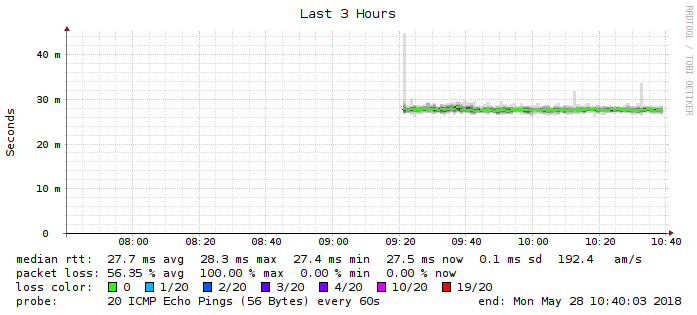 Last 3 Hours
RRDTOOL / TOBI OETIKER
Seconds
40 m
30 m
20 m
10 m
0
08:00 08:20 08:40 09:00 09:20 09:40 10:00 10:20 10:40
median rtt: 27.7 ms avg 28.3 ms max 27.4 ms min 27.5 ms now 0.1 ms sd 192.4 am/s
packet loss: 56.35 % avg 100.00 % max 0.00 % min 0.00 % now
loss color: 0 1/20 2/20 3/20 4/20 10/20 19/20
probe: 20 ICMP Echo Pings (56 Bytes) every 60s end: Mon May 28 10:40:03 2018